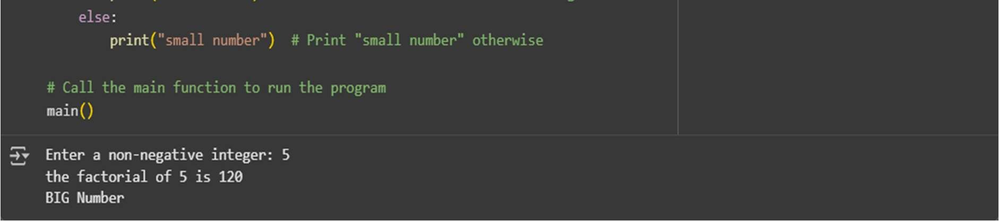 else:
print("small number")  # Print "small number" otherwise
# Call the main function to run the program
main()
Enter a non-negative integer: 5
the factorial of 5 is 120
BIG Number